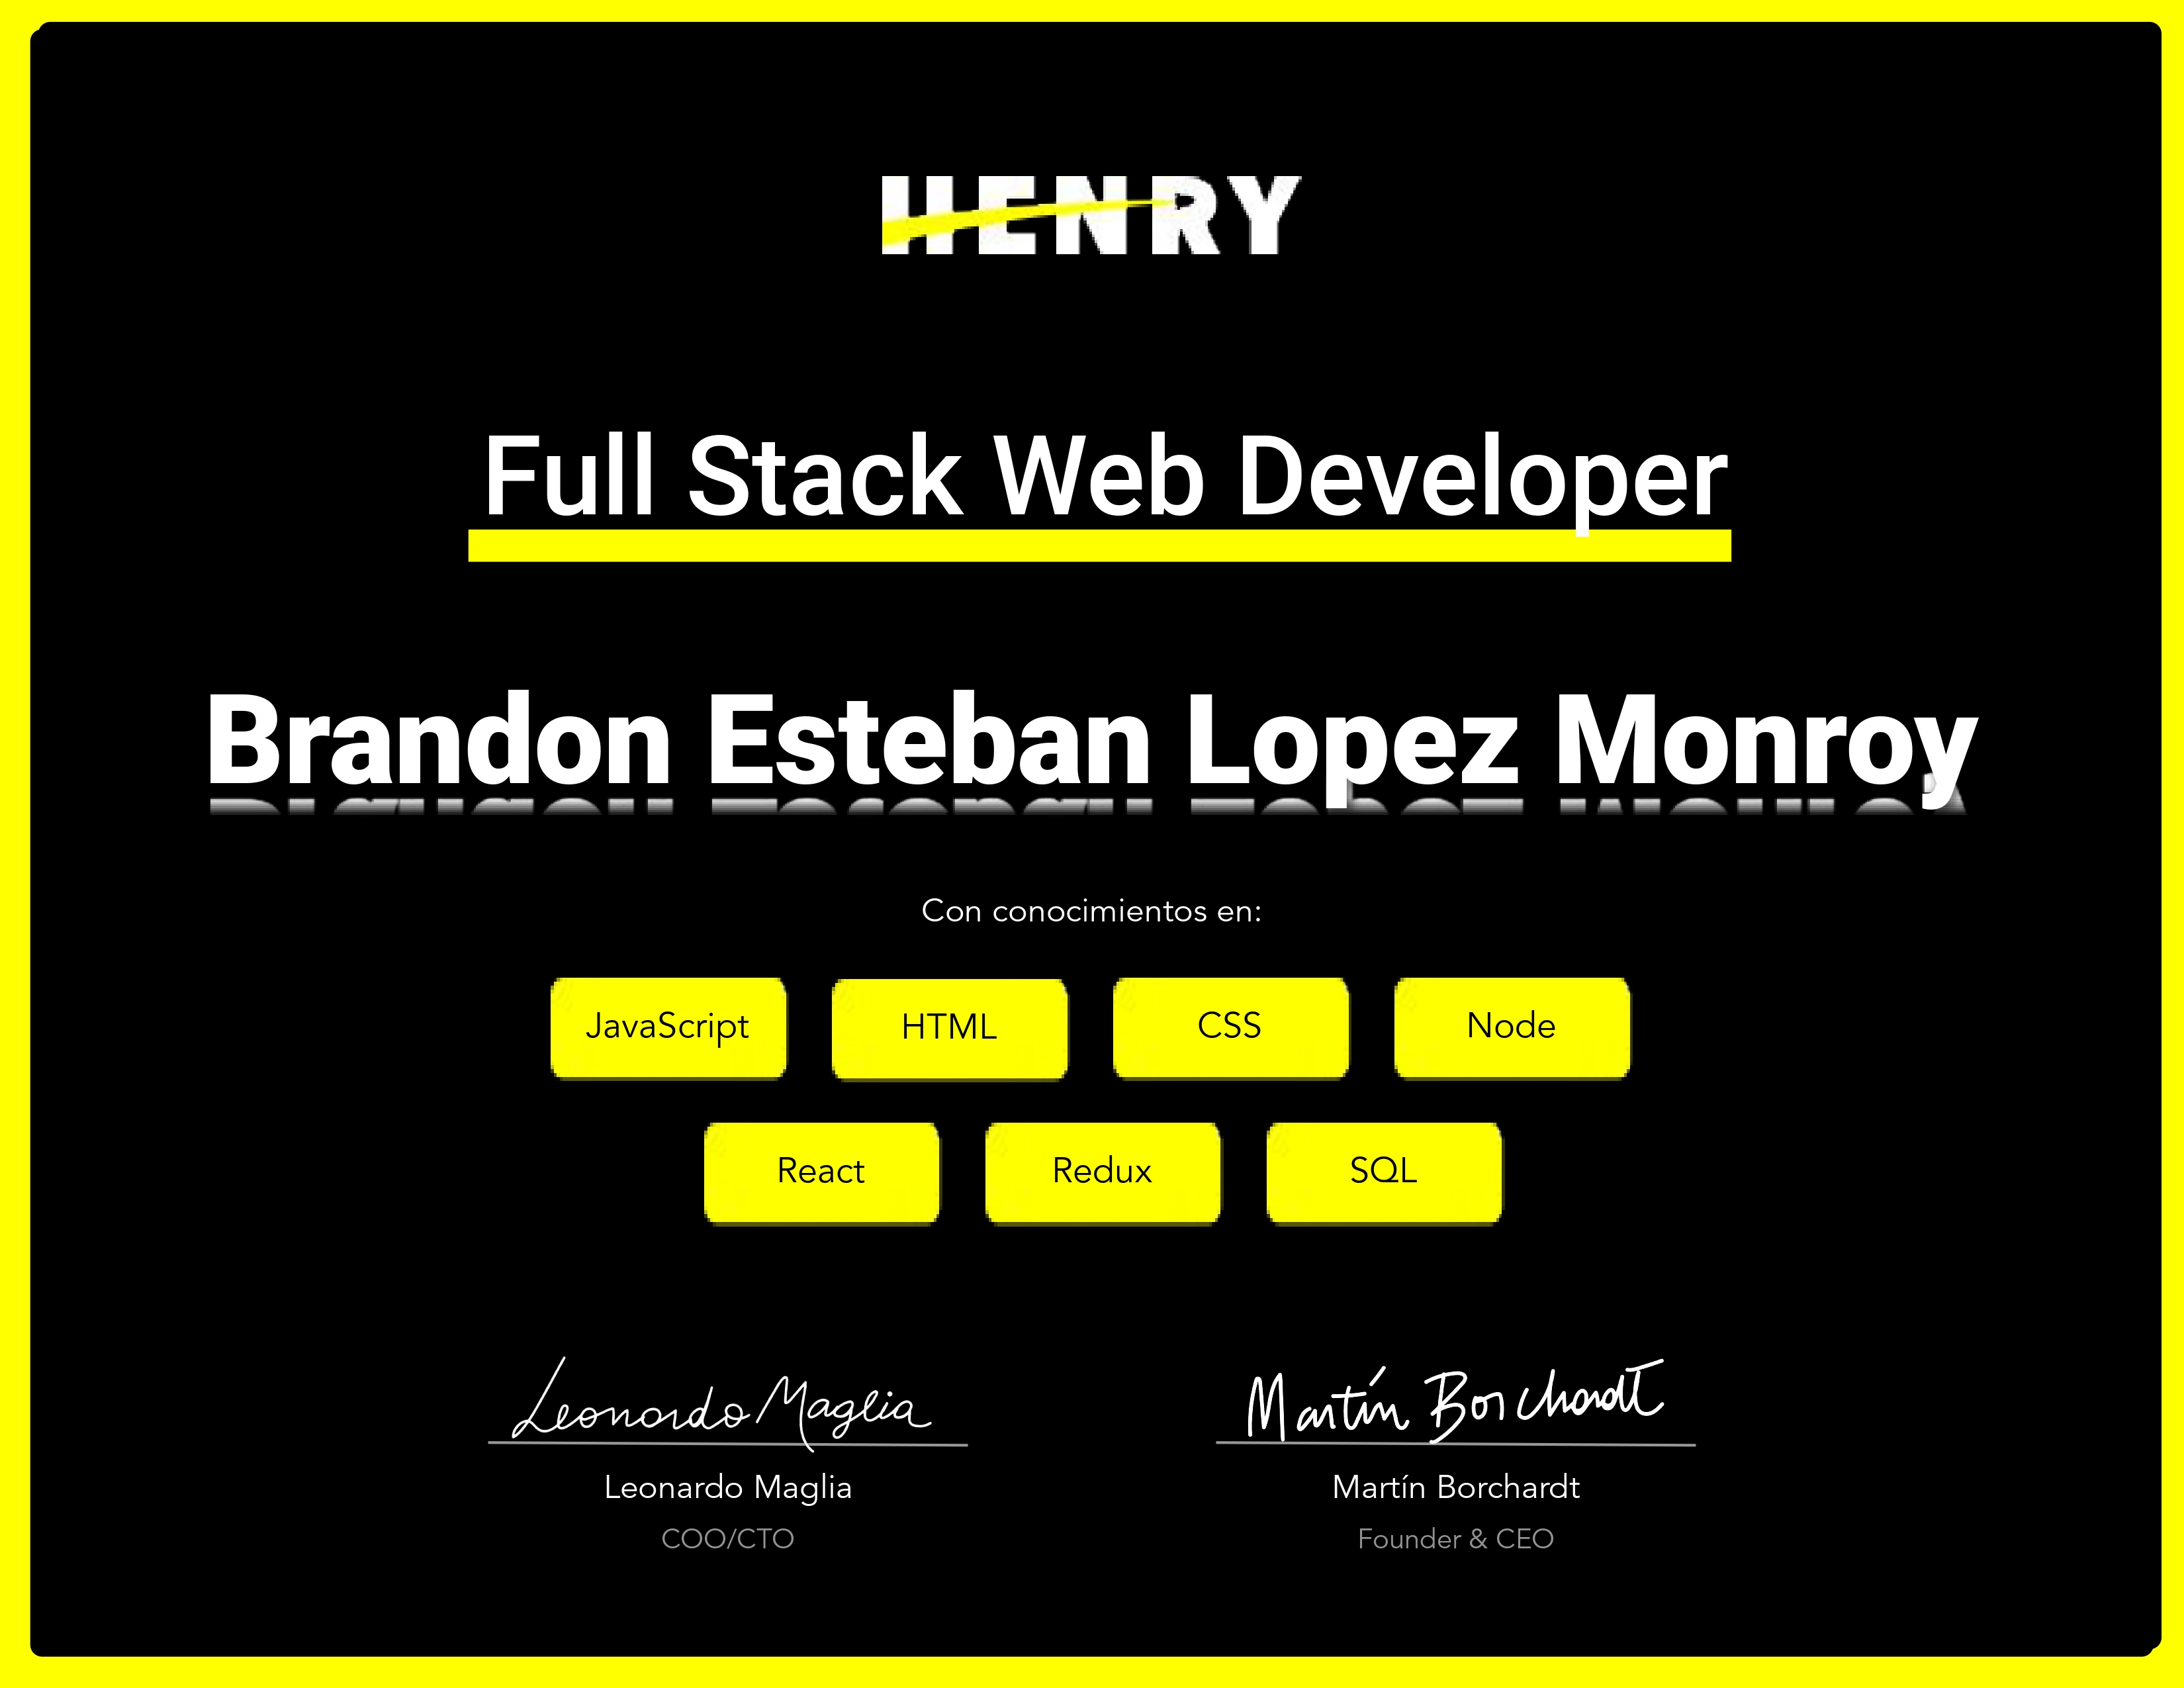 HENRY
Full Stack Web Developer
Brandon Esteban Lopez Monroy
Con conocimientos en:
JavaScript HTML CSS Node
React Redux SQL
Leonardo Maglia Martín Borchardt
Leonardo Maglia Martín Borchardt
COO/CTO Founder & CEO